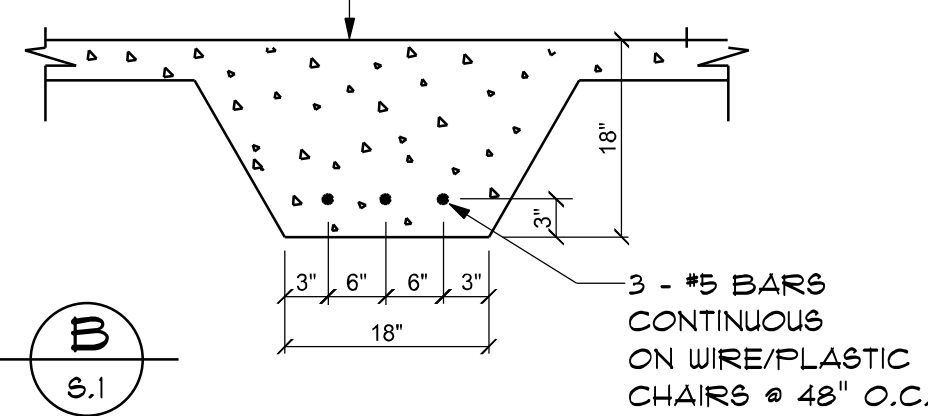 18"
3"
3" 6" 6" 3"
18"
3 - #5 BARS
CONTINUOUS
ON WIRE/PLASTIC
CHAIRS @ 48" O.C.
B
S.1